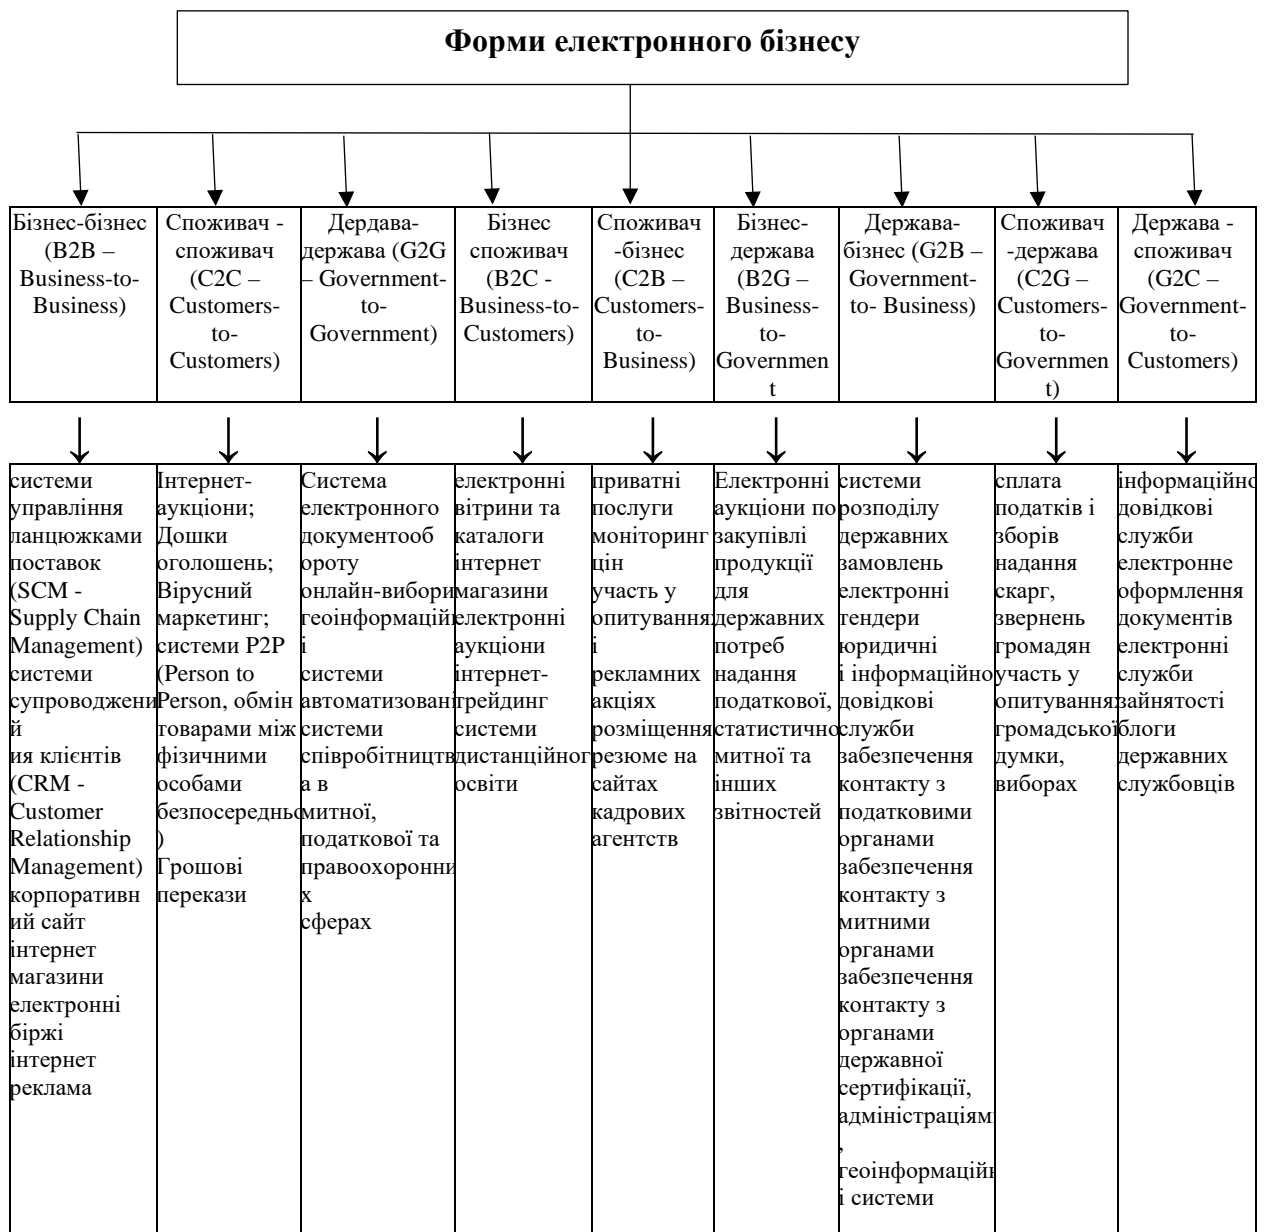 Форми електронного бізнесу
Бізнес-бізнес
(B2B –
Business-to-
Business)
Споживач -
споживач
(C2C –
Customers-
to-
Customers)
Дердава-
держава (G2G
– Government-
to-
Government)
Бізнес
споживач
(B2C -
Business-to-
Customers)
Споживач
-бізнес
(C2B –
Customers-
to-
Business)
Бізнес-
держава
(B2G –
Business-
to-
Governmen
t
Держава-
бізнес (G2B –
Government-
to- Business)
Споживач
-держава
(C2G –
Customers-
to-
Governmen
t)
Держава -
споживач
(G2C –
Government-
to-
Customers)
системи
управління
ланцюжками
поставок
(SCM -
Supply Chain
Management)
системи
супроводжени
й
ия клієнтів
(CRM -
Customer
Relationship
Management)
корпоративн
ий сайт
інтернет
магазини
електронні
біржі
інтернет
реклама
Інтернет-
аукціони;
Дошки
оголошень;
Вірусний
маркетинг;
системи P2P
(Person to
Person, обмін
товарами між
фізичними
особами
безпосередньо
)
Грошові
перекази
Система
електронного
документооб
ороту
онлайн-вибори
геоінформаційн
і
системи
автоматизовані
системи
співробітництв
а в
митної,
податкової та
правоохоронни
х
сферах
електронні
вітрини та
каталоги
інтернет
магазини
електронні
аукціони
інтернет-
трейдинг
системи
дистанційног
освіти
приватні
послуги
моніторинг
цін
участь у
опитування
і
рекламних
акціях
розміщення
резюме на
сайтах
кадрових
агентств
Електронні
аукціони по
закупівлі
продукції
для
державних
потреб
надання
податкової,
статистично
митної та
інших
звітностей
системи
розподілу
державних
замовлень
електронні
тендери
юридичні
і інформаційно
довідкові
служби
забезпечення
контакту з
податковими
органами
забезпечення
контакту з
митними
органами
забезпечення
контакту з
органами
державної
сертифікації,
адміністраціям
,
геоінформаційн
і системи
сплата
податків і
зборів
надання
скарг,
звернень
громадян
участь у
опитуваннях
громадської
думки,
виборах
інформаційно
довідкові
служби
електронне
оформлення
документів
електронні
служби
зайнятості
блоги
державних
службовців